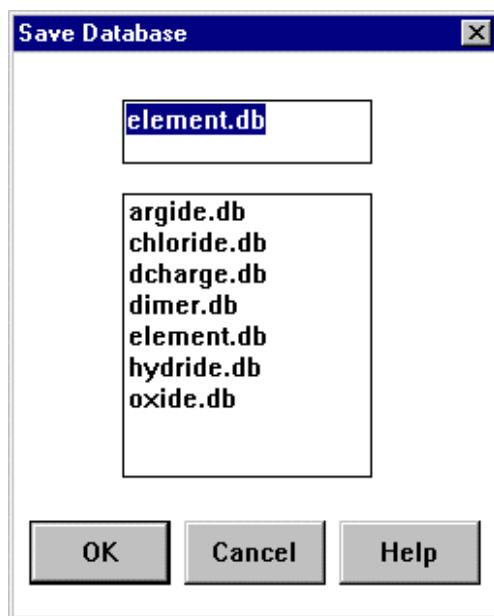 Save Database
element.db
argide.db
chloride.db
dcharge.db
dimer.db
element.db
hydride.db
oxide.db
OK Cancel Help